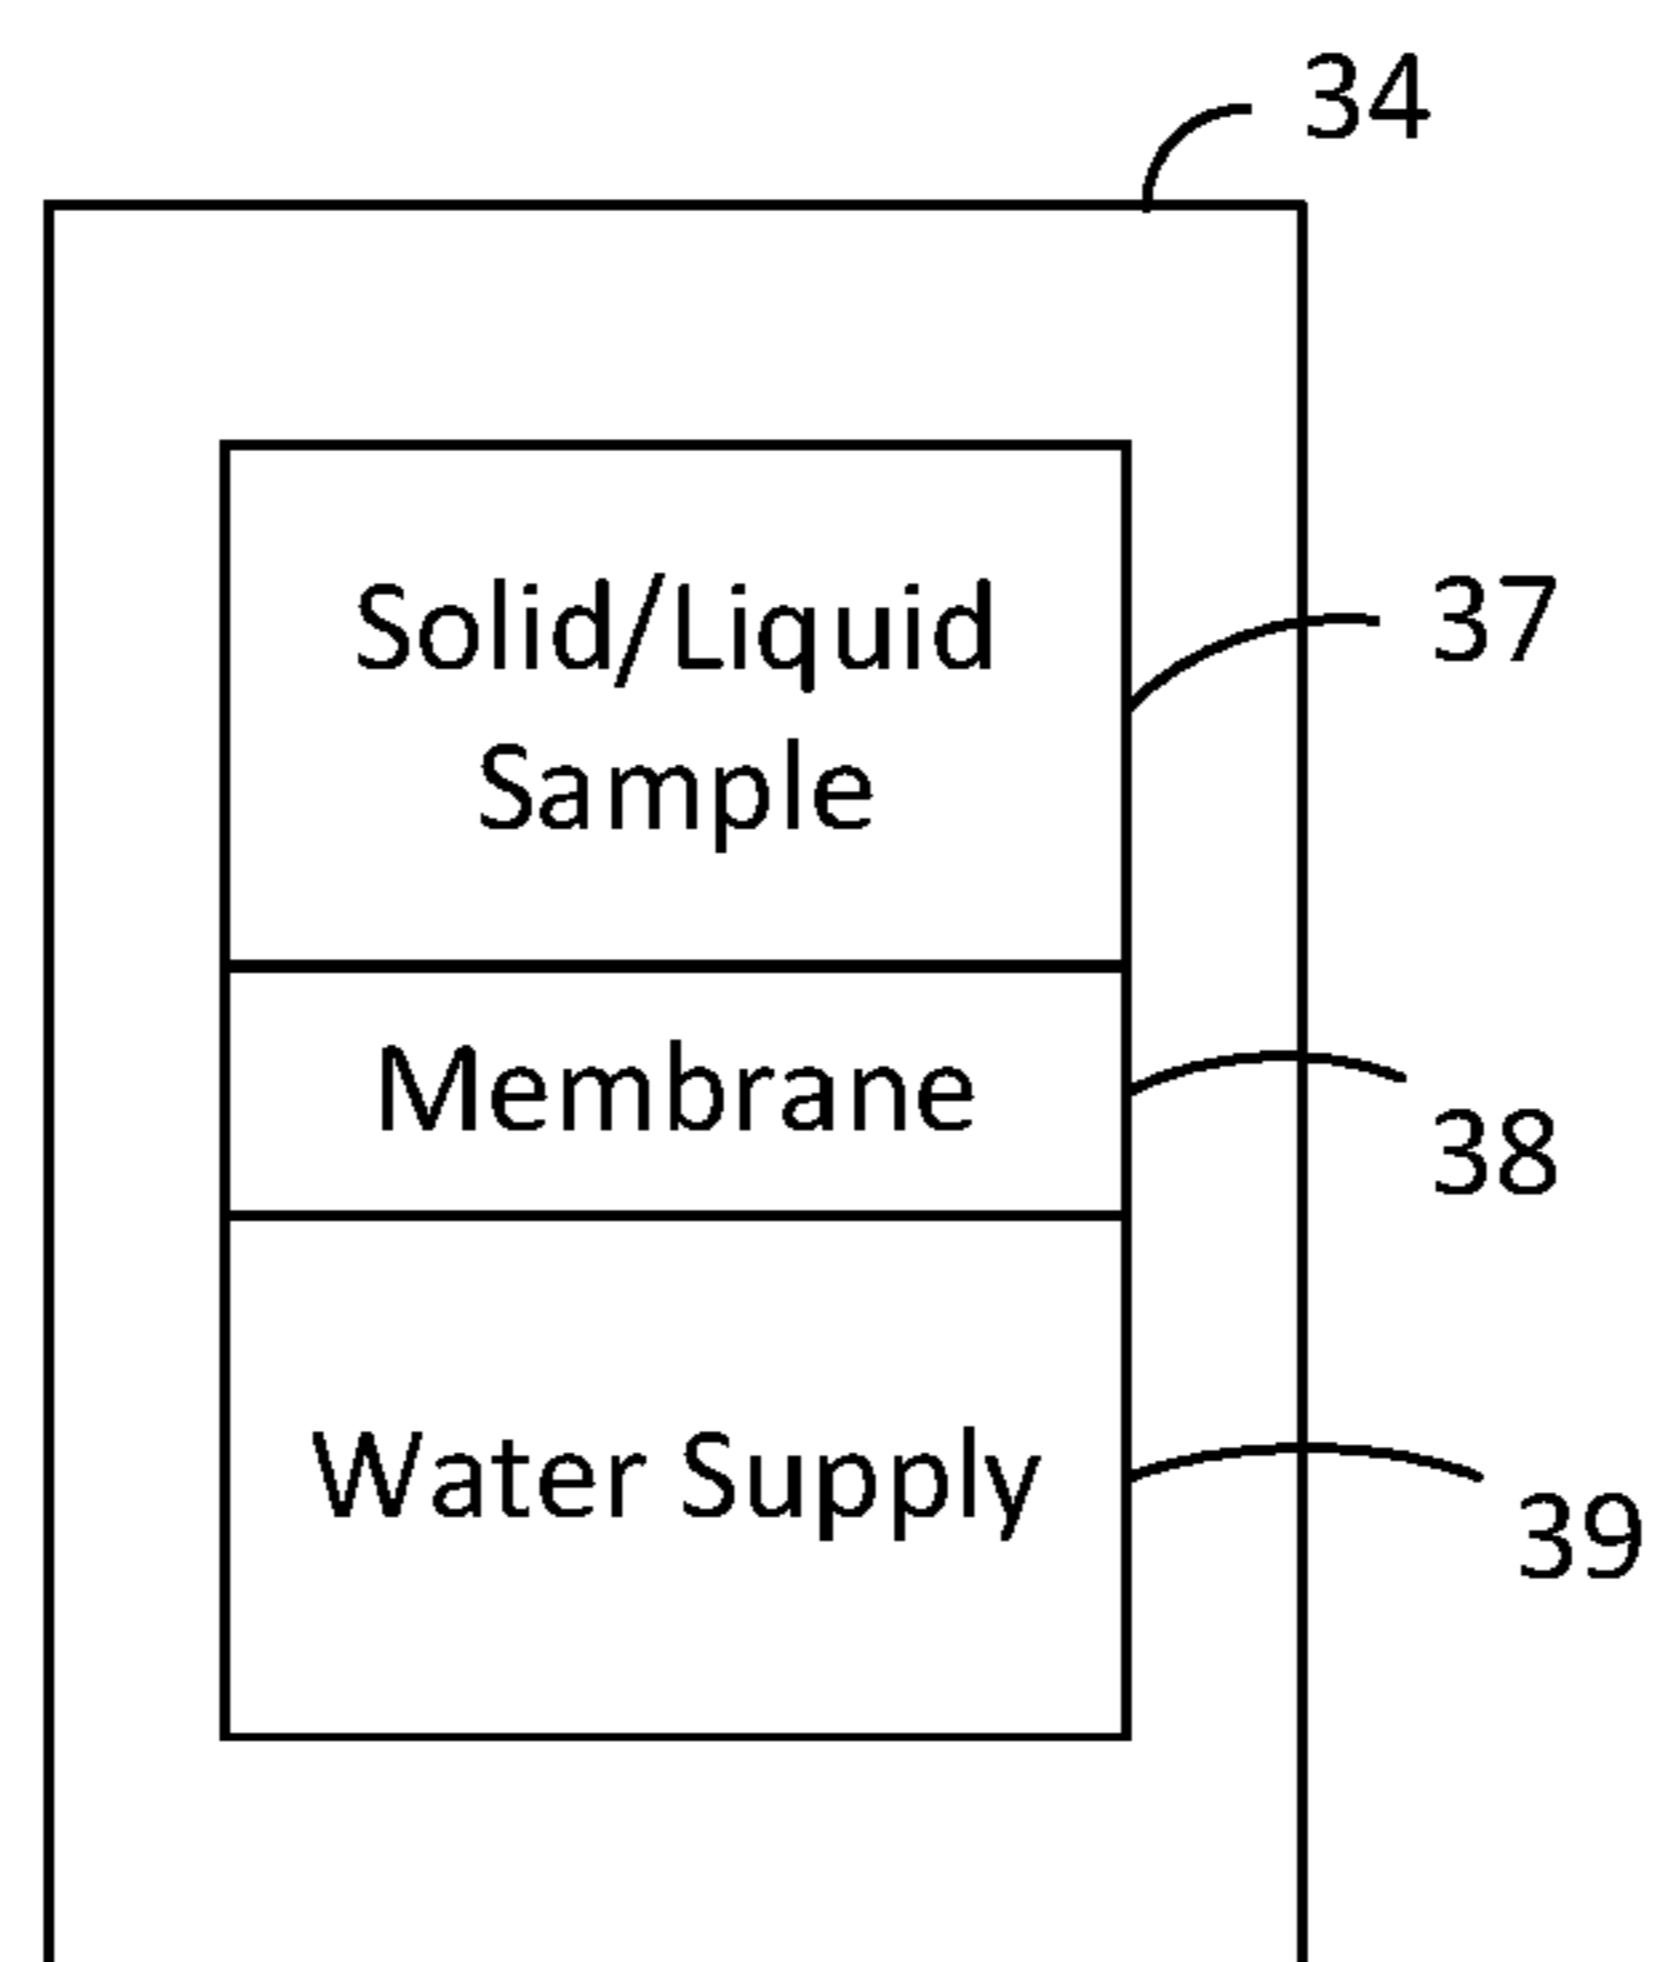 34
Solid/Liquid
Sample
37
Membrane
38
Water Supply
39